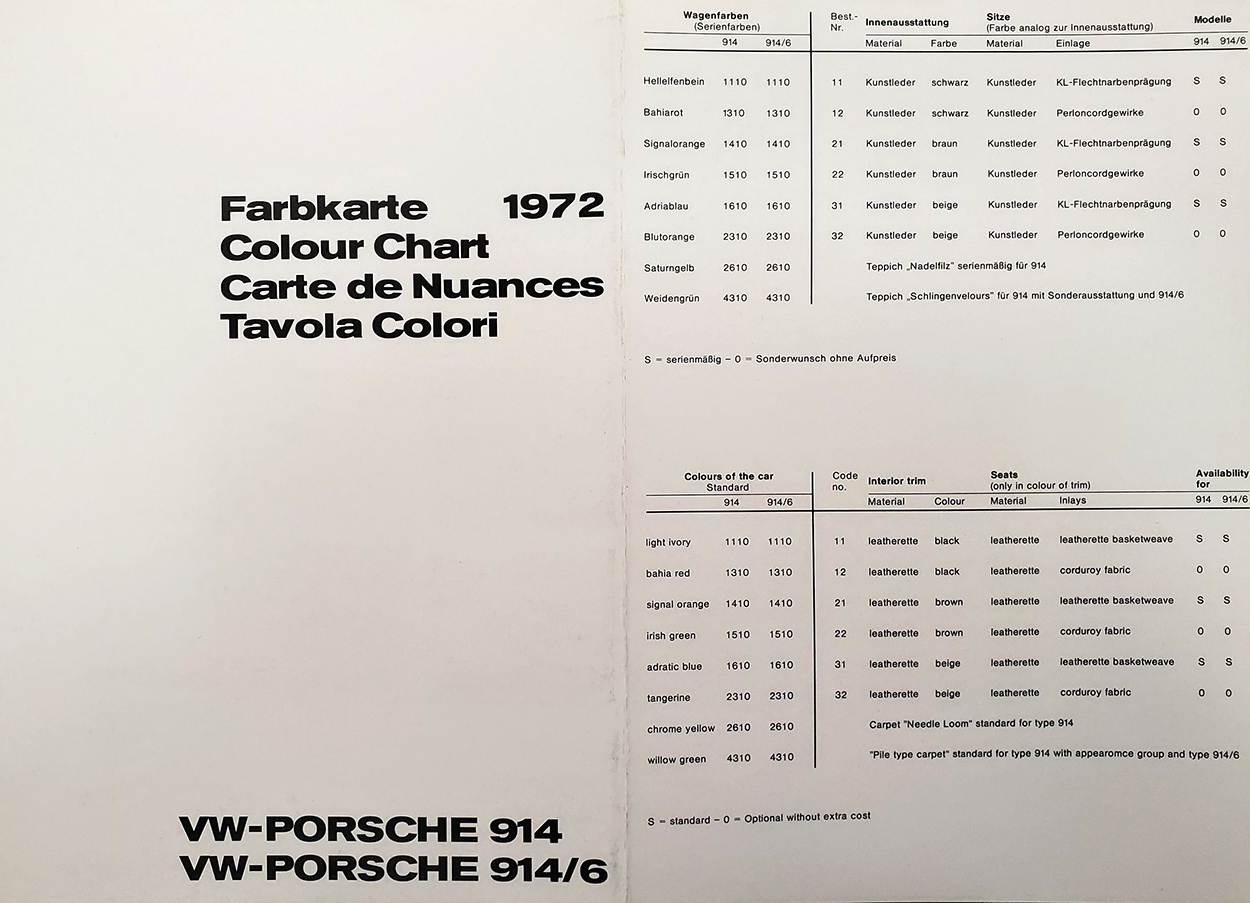 Farbkarte 1972
Colour Chart
Carte de Nuances
Tavola Colori
VW-PORSCHE 914
VW-PORSCHE 914/6
Wagenfarben Best.- Innenausstattung Sitze Modelle
(Serienfarben) Nr. (Farbe analog zur Innenausstattung)
914 914/6 Material Farbe Material Einlage 914 914/6
Hellelfenbein 1110 1110 11 Kunstleder schwarz Kunstleder KL-Flechtnarbenprägung S S
Bahiarot 1310 1310 12 Kunstleder schwarz Kunstleder Perloncordgewirke 0 0
Signalorange 1410 1410 21 Kunstleder braun Kunstleder KL-Flechtnarbenprägung S S
Irischgrün 1510 1510 22 Kunstleder braun Kunstleder Perloncordgewirke 0 0
Adriablau 1610 1610 31 Kunstleder beige Kunstleder KL-Flechtnarbenprägung S S
Blutorange 2310 2310 32 Kunstleder beige Kunstleder Perloncordgewirke 0 0
Saturngelb 2610 2610 Teppich „Nadelfilz" serienmäßig für 914
Weidengrün 4310 4310 Teppich „Schlingenvelours" für 914 mit Sonderausstattung und 914/6
S = serienmäßig – 0 = Sonderwunsch ohne Aufpreis
Colours of the car Code Interior trim Seats Availability
Standard no. (only in colour of trim) for
914 914/6 Material Colour Material Inlays 914 914/6
light ivory 1110 1110 11 leatherette black leatherette leatherette basketweave S S
bahia red 1310 1310 12 leatherette black leatherette corduroy fabric 0 0
signal orange 1410 1410 21 leatherette brown leatherette leatherette basketweave S S
irish green 1510 1510 22 leatherette brown leatherette corduroy fabric 0 0
adratic blue 1610 1610 31 leatherette beige leatherette leatherette basketweave S S
tangerine 2310 2310 32 leatherette beige leatherette corduroy fabric 0 0
chrome yellow 2610 2610 Carpet "Needle Loom" standard for type 914
willow green 4310 4310 "Pile type carpet" standard for type 914 with appearomce group and type 914/6
S = standard – 0 = Optional without extra cost